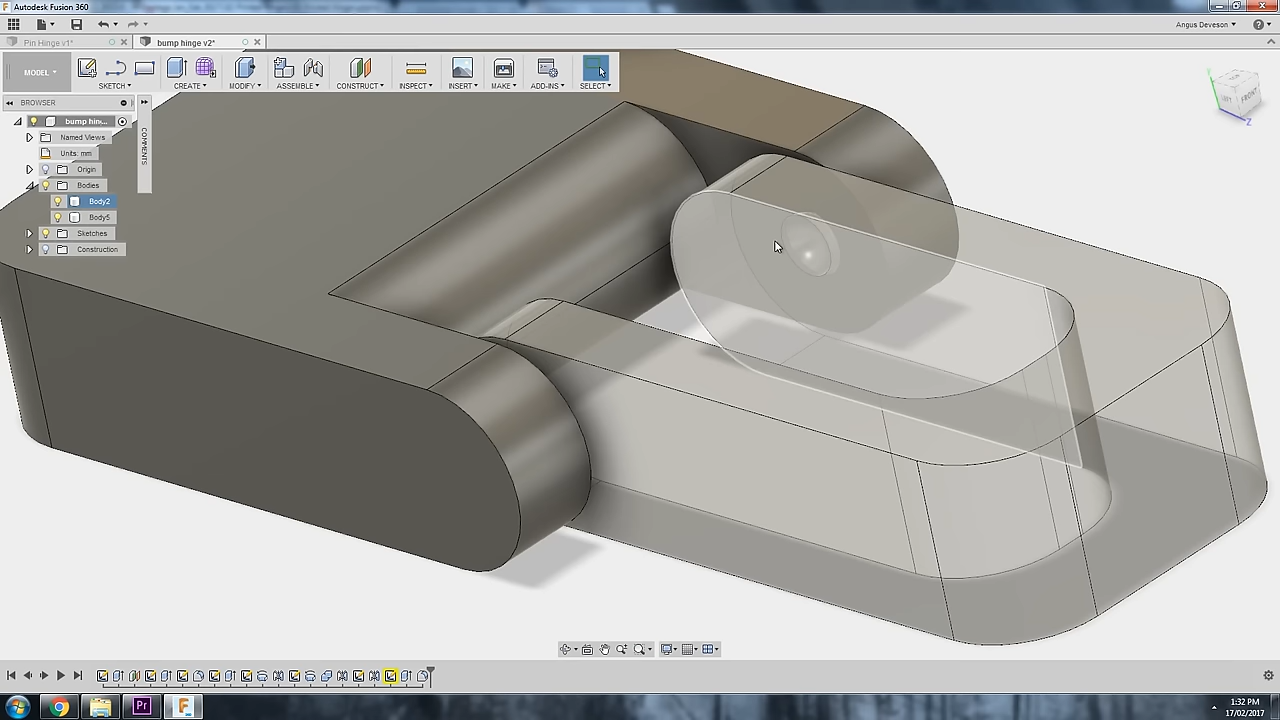 Autodesk Fusion 360
Angus Deveson
Pin Hinge v1*
bump hinge v2*
MODEL
SKETCH
CREATE
MODIFY
ASSEMBLE
CONSTRUCT
INSPECT
INSERT
MAKE
ADD-INS
SELECT
BROWSER
COMMENTS
bump hin...
Named Views
Units: mm
Origin
Bodies
Body2
Body5
Sketches
Construction
FRONT
Z
Pr
F
1:32 PM
17/02/2017